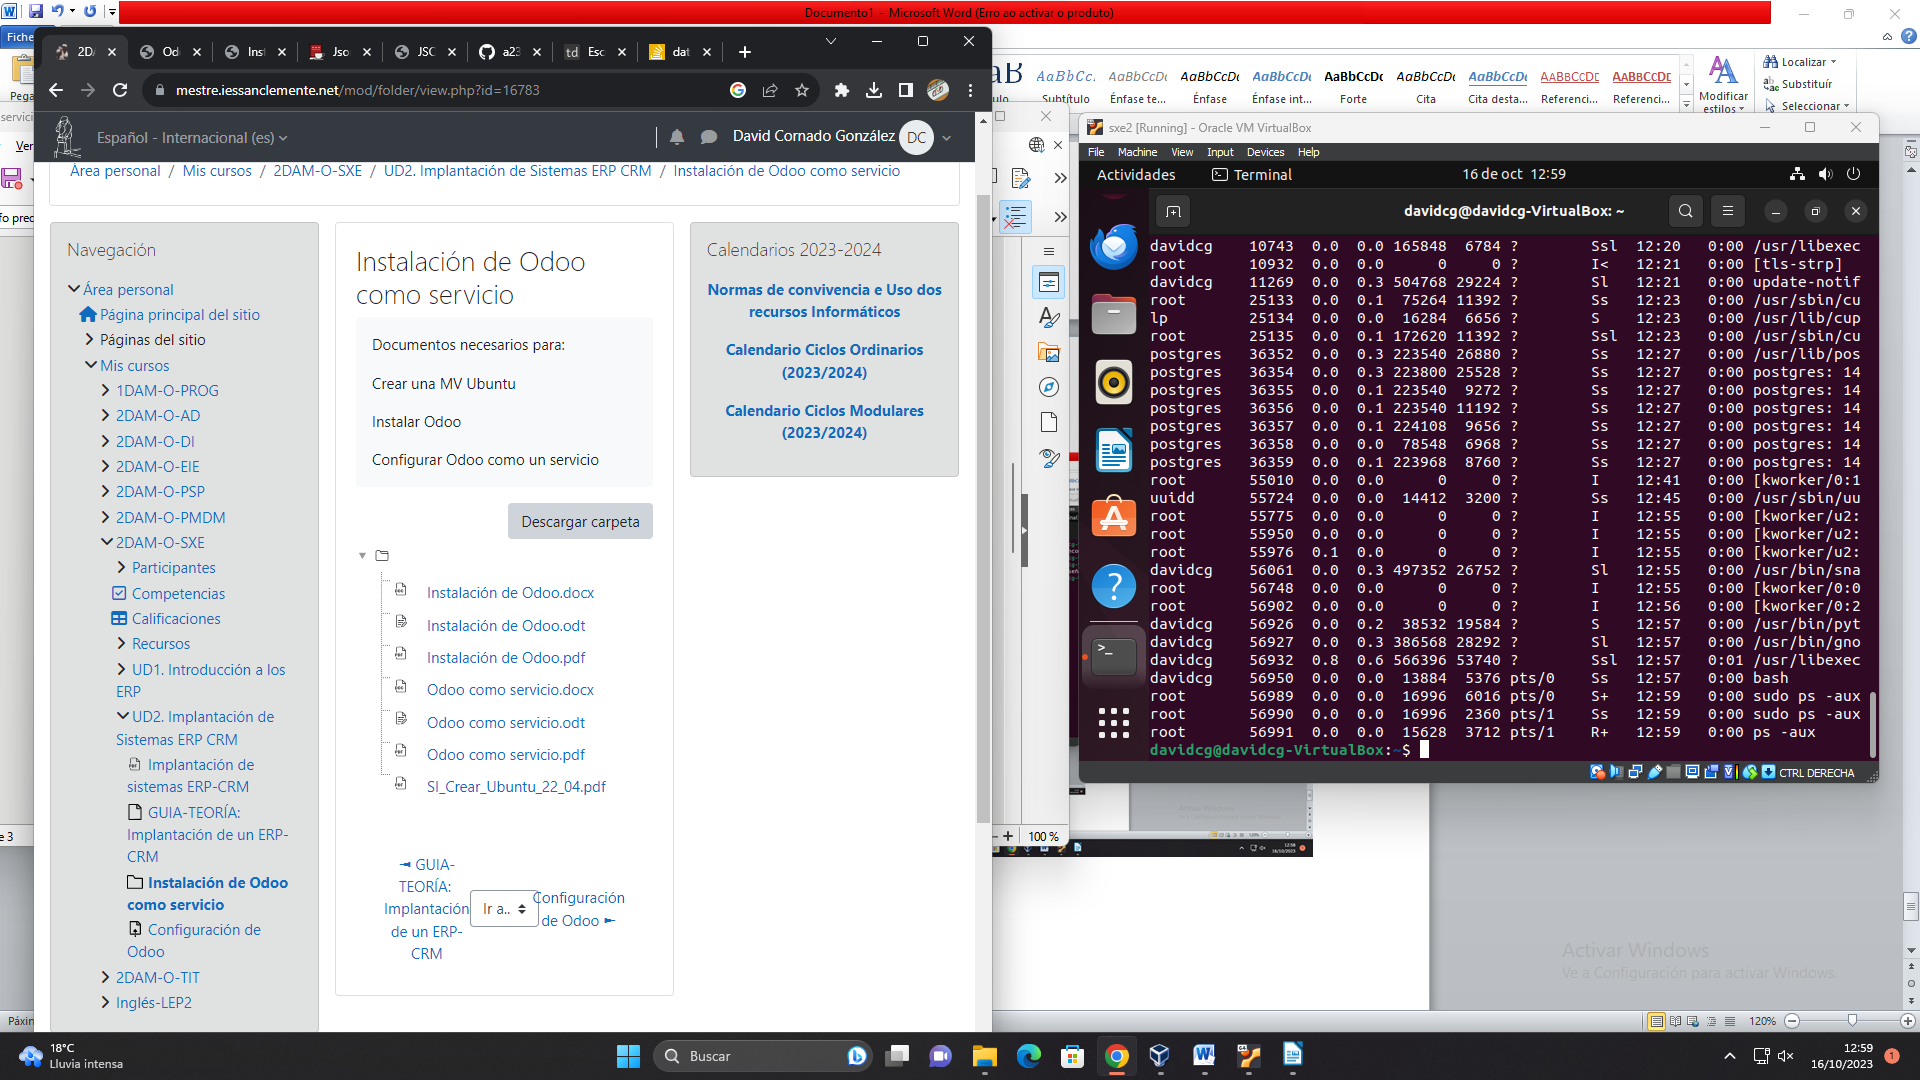 Documento1 - Microsoft Word (Erro ao activar o produto)
Fiche
Pega
servici
Ver
fo prec
e 3
Páxin
2D/
Od
Inst
Jso
JSC
a23
Esc
td
dat
mestre.iessanclemente.net/mod/folder/view.php?id=16783
Español - Internacional (es)
David Cornado González
DC
Área personal / Mis cursos / 2DAM-O-SXE / UD2. Implantación de Sistemas ERP CRM / Instalación de Odoo como servicio
Navegación
Área personal
Página principal del sitio
Páginas del sitio
Mis cursos
1DAM-O-PROG
2DAM-O-AD
2DAM-O-DI
2DAM-O-EIE
2DAM-O-PSP
2DAM-O-PMDM
2DAM-O-SXE
Participantes
Competencias
Calificaciones
Recursos
UD1. Introducción a los
ERP
UD2. Implantación de
Sistemas ERP CRM
Implantación de
sistemas ERP-CRM
GUIA-TEORÍA:
Implantación de un ERP-
CRM
Instalación de Odoo
como servicio
Configuración de
Odoo
2DAM-O-TIT
Inglés-LEP2
Instalación de Odoo
como servicio
Documentos necesarios para:
Crear una MV Ubuntu
Instalar Odoo
Configurar Odoo como un servicio
Descargar carpeta
Instalación de Odoo.docx
Instalación de Odoo.odt
Instalación de Odoo.pdf
Odoo como servicio.docx
Odoo como servicio.odt
Odoo como servicio.pdf
SI_Crear_Ubuntu_22_04.pdf
◄ GUIA-
TEORÍA:
Implantación
de un ERP-
CRM
Ir a..
Configuración
de Odoo ►
Calendarios 2023-2024
Normas de convivencia e Uso dos
recursos Informáticos
Calendario Ciclos Ordinarios
(2023/2024)
Calendario Ciclos Modulares
(2023/2024)
AaBbCc. AaBbCcDc AaBbCcDc AaBbCcDc AaBbCcDc AaBbCcDc AaBbCcDc AaBbCcDc AaBbCcDc
Subtítulo Énfase te... Énfase Énfase int... Forte Cita Cita desta... Referenci... Referenci...
Modificar
estilos
Localizar
Substituír
Seleccionar
100 %
sxe2 [Running] - Oracle VM VirtualBox
File Machine View Input Devices Help
Actividades Terminal 16 de oct 12:59
davidcg@davidcg-VirtualBox: ~
davidcg 10743 0.0 0.0 165848 6784 ? Ssl 12:20 0:00 /usr/libexec
root 10932 0.0 0.0 0 0 ? I< 12:21 0:00 [tls-strp]
davidcg 11269 0.0 0.3 504768 29224 ? Sl 12:21 0:00 update-notif
root 25133 0.0 0.1 75264 11392 ? Ss 12:23 0:00 /usr/sbin/cu
lp 25134 0.0 0.0 16284 6656 ? S 12:23 0:00 /usr/lib/cup
root 25135 0.0 0.1 172620 11392 ? Ssl 12:23 0:00 /usr/sbin/cu
postgres 36352 0.0 0.3 223540 26880 ? Ss 12:27 0:00 /usr/lib/pos
postgres 36354 0.0 0.3 223800 25528 ? Ss 12:27 0:00 postgres: 14
postgres 36355 0.0 0.1 223540 9272 ? Ss 12:27 0:00 postgres: 14
postgres 36356 0.0 0.1 223540 11192 ? Ss 12:27 0:00 postgres: 14
postgres 36357 0.0 0.1 224108 9656 ? Ss 12:27 0:00 postgres: 14
postgres 36358 0.0 0.0 78548 6968 ? Ss 12:27 0:00 postgres: 14
postgres 36359 0.0 0.1 223968 8760 ? Ss 12:27 0:00 postgres: 14
root 55010 0.0 0.0 0 0 ? I 12:41 0:00 [kworker/0:1
uuidd 55724 0.0 0.0 14412 3200 ? Ss 12:45 0:00 /usr/sbin/uu
root 55775 0.0 0.0 0 0 ? I 12:55 0:00 [kworker/u2:
root 55950 0.0 0.0 0 0 ? I 12:55 0:00 [kworker/u2:
root 55976 0.1 0.0 0 0 ? I 12:55 0:00 [kworker/u2:
davidcg 56061 0.0 0.3 497352 26752 ? Sl 12:55 0:00 /usr/bin/sna
root 56748 0.0 0.0 0 0 ? I 12:55 0:00 [kworker/0:0
root 56902 0.0 0.0 0 0 ? I 12:56 0:00 [kworker/0:2
davidcg 56926 0.0 0.2 38532 19584 ? S 12:57 0:00 /usr/bin/pyt
davidcg 56927 0.0 0.3 386568 28292 ? Sl 12:57 0:00 /usr/bin/gno
davidcg 56932 0.8 0.6 566396 53740 ? Ssl 12:57 0:01 /usr/libexec
davidcg 56950 0.0 0.0 13884 5376 pts/0 Ss 12:57 0:00 bash
root 56989 0.0 0.0 16996 6016 pts/0 S+ 12:59 0:00 sudo ps -aux
root 56990 0.0 0.0 16996 2360 pts/1 Ss 12:59 0:00 sudo ps -aux
root 56991 0.0 0.0 15628 3712 pts/1 R+ 12:59 0:00 ps -aux
davidcg@davidcg-VirtualBox:~$
CTRL DERECHA
Activar Windows
Ve a Configuración para activar Windows.
120%
18°C
Lluvia intensa
Buscar
12:59
16/10/2023
1